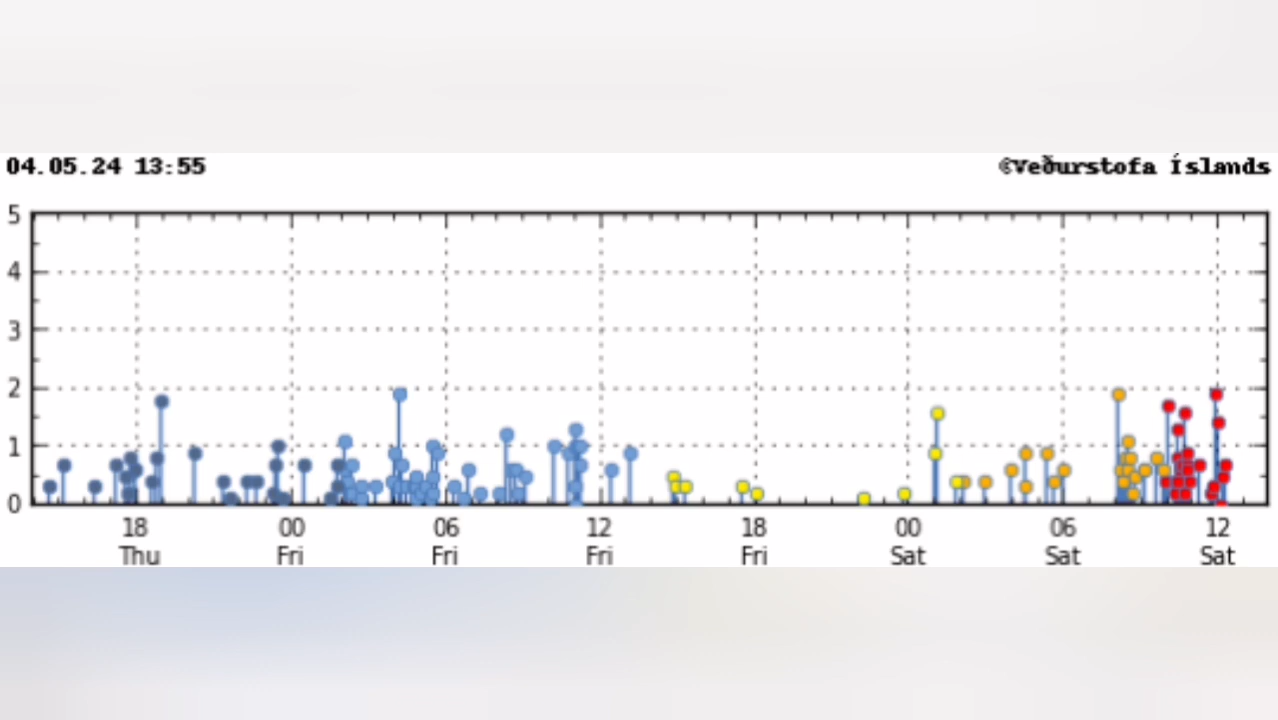 04.05.24 13:55
©Veðurstofa Íslands
5
4
3
2
1
0
18 00 06 12 18 00 06 12
Thu Fri Fri Fri Fri Sat Sat Sat